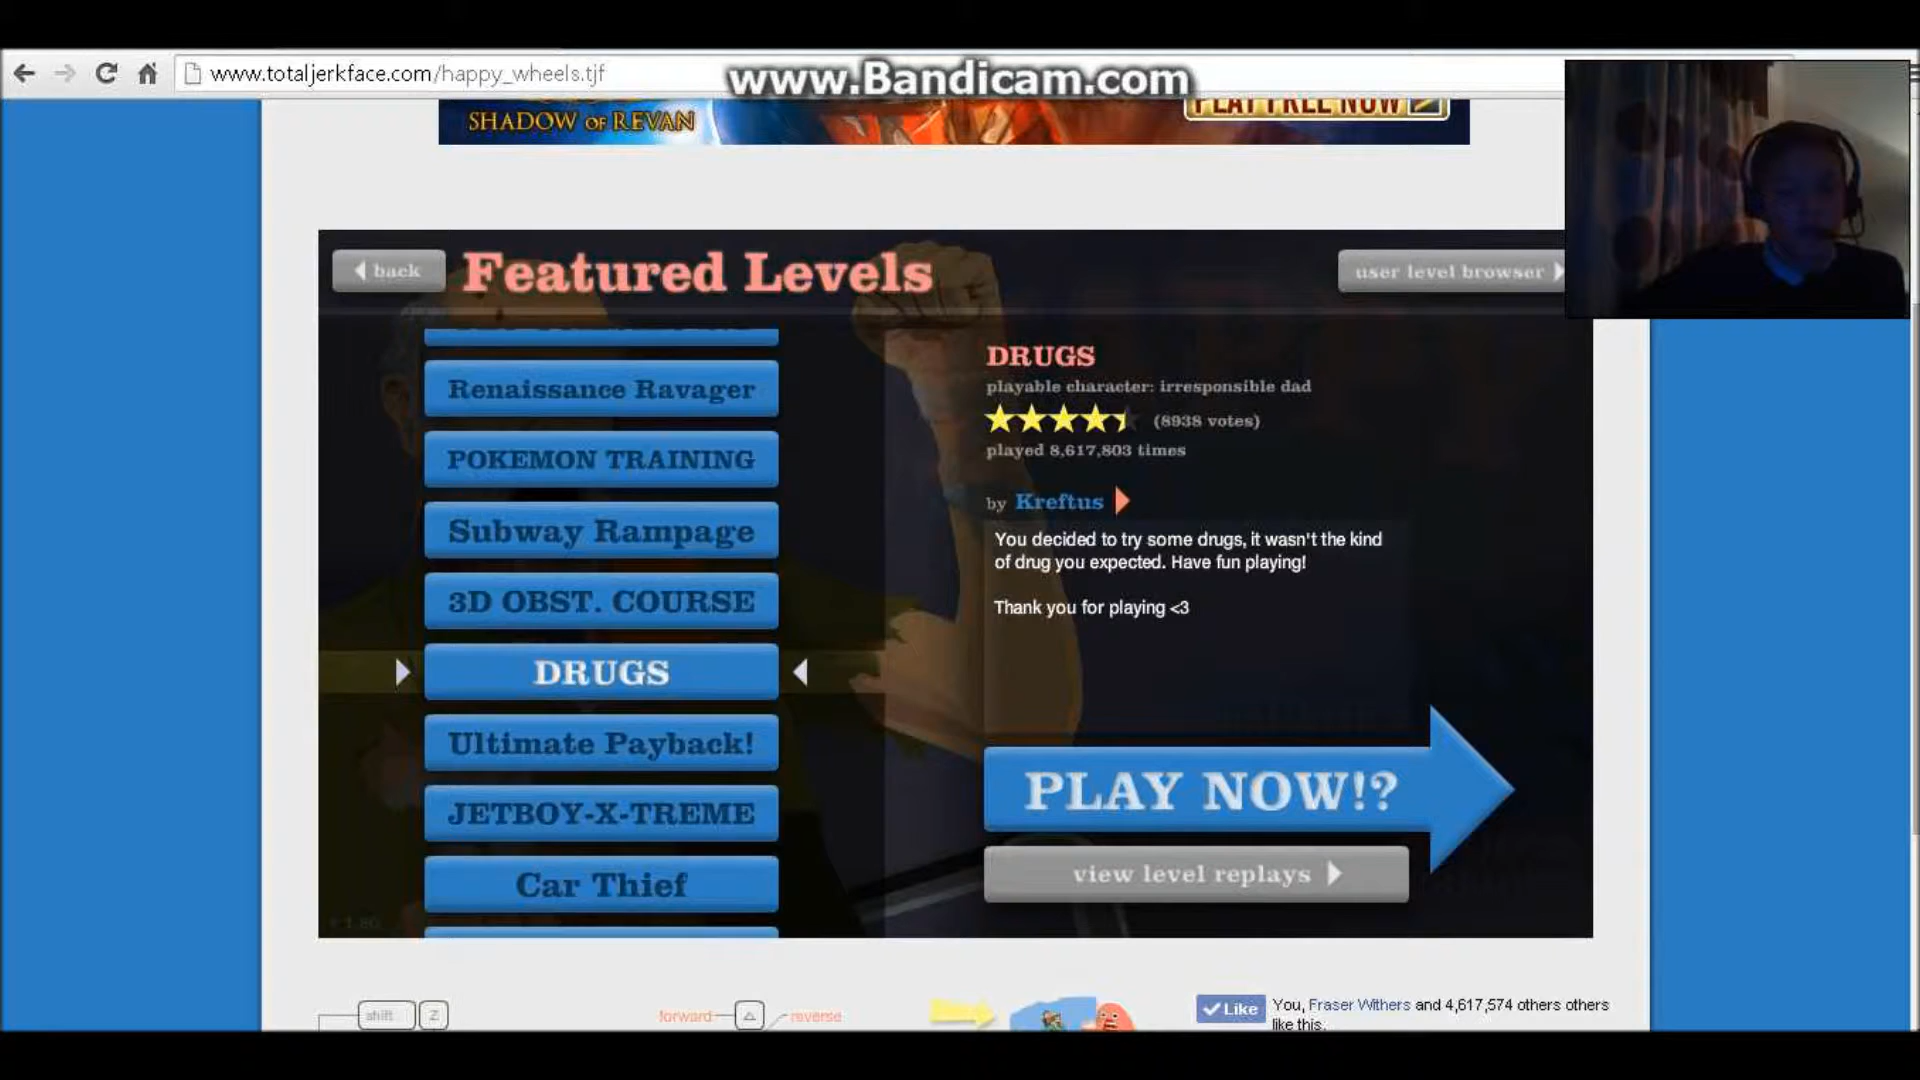 www.totaljerkface.com/happy_wheels.tjf
www.Bandicam.com
SHADOW OF REVAN
PLAY FREE NOW
back
Featured Levels
user level browser
Renaissance Ravager
POKEMON TRAINING
Subway Rampage
3D OBST. COURSE
DRUGS
Ultimate Payback!
JETBOY-X-TREME
Car Thief
DRUGS
playable character: irresponsible dad
(8938 votes)
played 8,617,803 times
by Kreftus
You decided to try some drugs, it wasn't the kind
of drug you expected. Have fun playing!
Thank you for playing <3
PLAY NOW!?
view level replays
shift Z
forward
reverse
Like
You, Fraser Withers and 4,617,574 others others
like this.